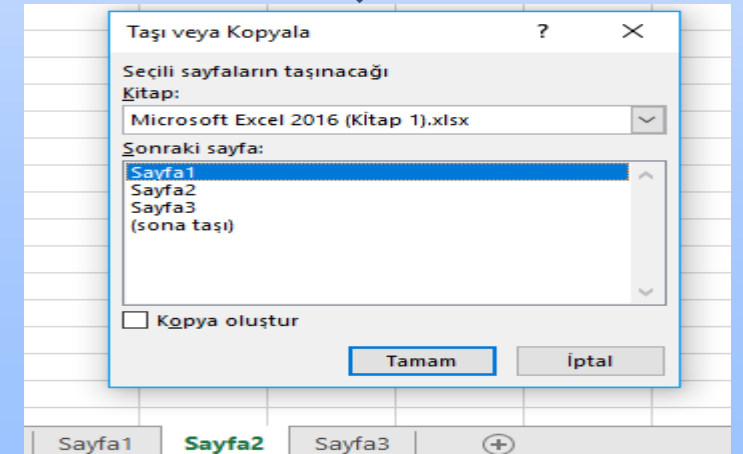 Taşı veya Kopyala ?
Seçili sayfaların taşınacağı
Kitap:
Microsoft Excel 2016 (Kİtap 1).xlsx
Sonraki sayfa:
Sayfa1
Sayfa2
Sayfa3
(sona taşı)
Kopya oluştur
Tamam İptal
Sayfa1 Sayfa2 Sayfa3